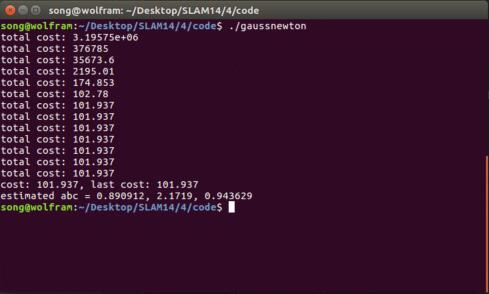 song@wolfram: ~/Desktop/SLAM14/4/code
song@wolfram:~/Desktop/SLAM14/4/code$ ./gaussnewton
total cost: 3.19575e+06
total cost: 376785
total cost: 35673.6
total cost: 2195.01
total cost: 174.853
total cost: 102.78
total cost: 101.937
total cost: 101.937
total cost: 101.937
total cost: 101.937
total cost: 101.937
total cost: 101.937
total cost: 101.937
cost: 101.937, last cost: 101.937
estimated abc = 0.890912, 2.1719, 0.943629
song@wolfram:~/Desktop/SLAM14/4/code$